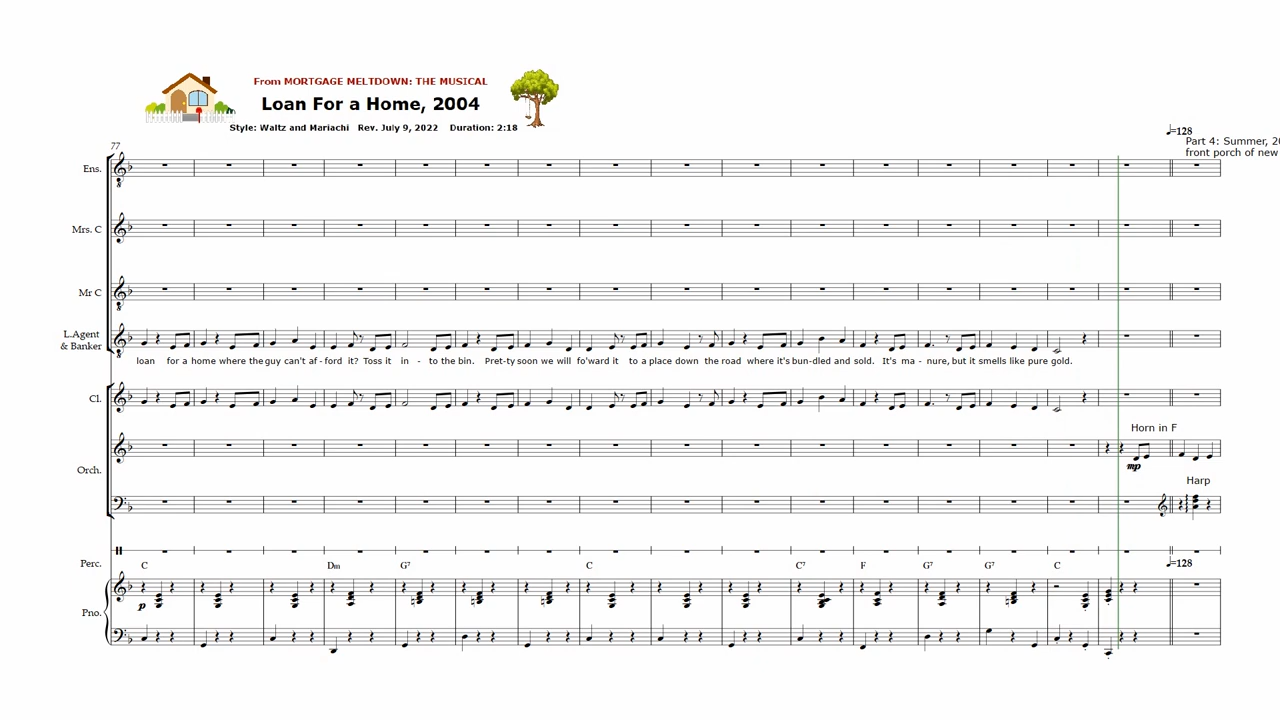 From MORTGAGE MELTDOWN: THE MUSICAL
Loan For a Home, 2004
Style: Waltz and Mariachi Rev. July 9, 2022 Duration: 2:18
77
♩=128
Part 4: Summer, 20
front porch of new
Ens.
Mrs. C
Mr C
L.Agent
& Banker
loan for a home where the guy can't af - ford it? Toss it in - to the bin. Pret-ty soon we will fo'ward it to a place down the road where it's bun-dled and sold. It's ma - nure, but it smells like pure gold.
Cl.
Horn in F
Orch.
mp
Harp
Perc.
C Dm G7 C C7 F G7 G7 C ♩=128
p
Pno.